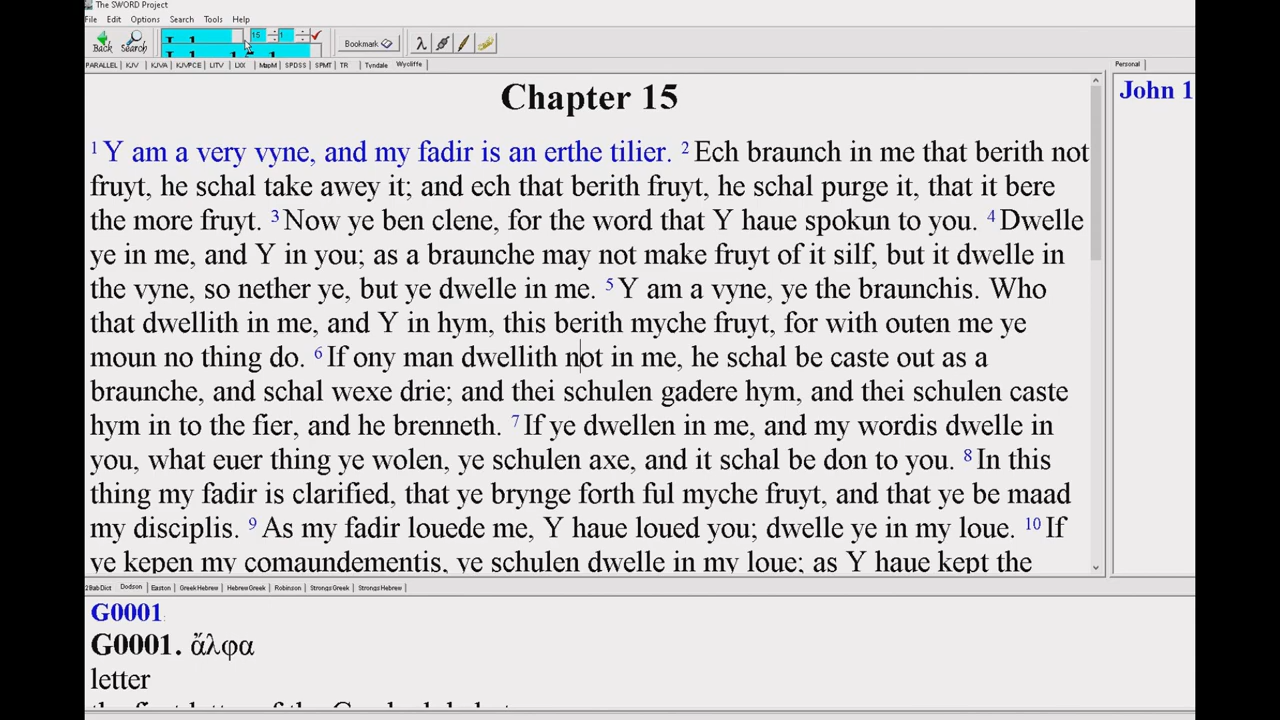 The SWORD Project
File Edit Options Search Tools Help
Back Search 15 1 Bookmark λ
PARALLEL KJV KJVA KJVPCE LITV LXX MapM SPDSS SPMT TR Tyndale Wycliffe
Personal
John 1
Chapter 15
1 Y am a very vyne, and my fadir is an erthe tilier. 2 Ech braunch in me that berith not
fruyt, he schal take awey it; and ech that berith fruyt, he schal purge it, that it bere
the more fruyt. 3 Now ye ben clene, for the word that Y haue spokun to you. 4 Dwelle
ye in me, and Y in you; as a braunche may not make fruyt of it silf, but it dwelle in
the vyne, so nether ye, but ye dwelle in me. 5 Y am a vyne, ye the braunchis. Who
that dwellith in me, and Y in hym, this berith myche fruyt, for with outen me ye
moun no thing do. 6 If ony man dwellith not in me, he schal be caste out as a
braunche, and schal wexe drie; and thei schulen gadere hym, and thei schulen caste
hym in to the fier, and he brenneth. 7 If ye dwellen in me, and my wordis dwelle in
you, what euer thing ye wolen, ye schulen axe, and it schal be don to you. 8 In this
thing my fadir is clarified, that ye brynge forth ful myche fruyt, and that ye be maad
my disciplis. 9 As my fadir louede me, Y haue loued you; dwelle ye in my loue. 10 If
ye kepen my comaundementis, ye schulen dwelle in my loue; as Y haue kept the
2BabDict Dodson Easton GreekHebrew HebrewGreek Robinson StrongsGreek StrongsHebrew
G0001:
G0001. ἄλφα
letter